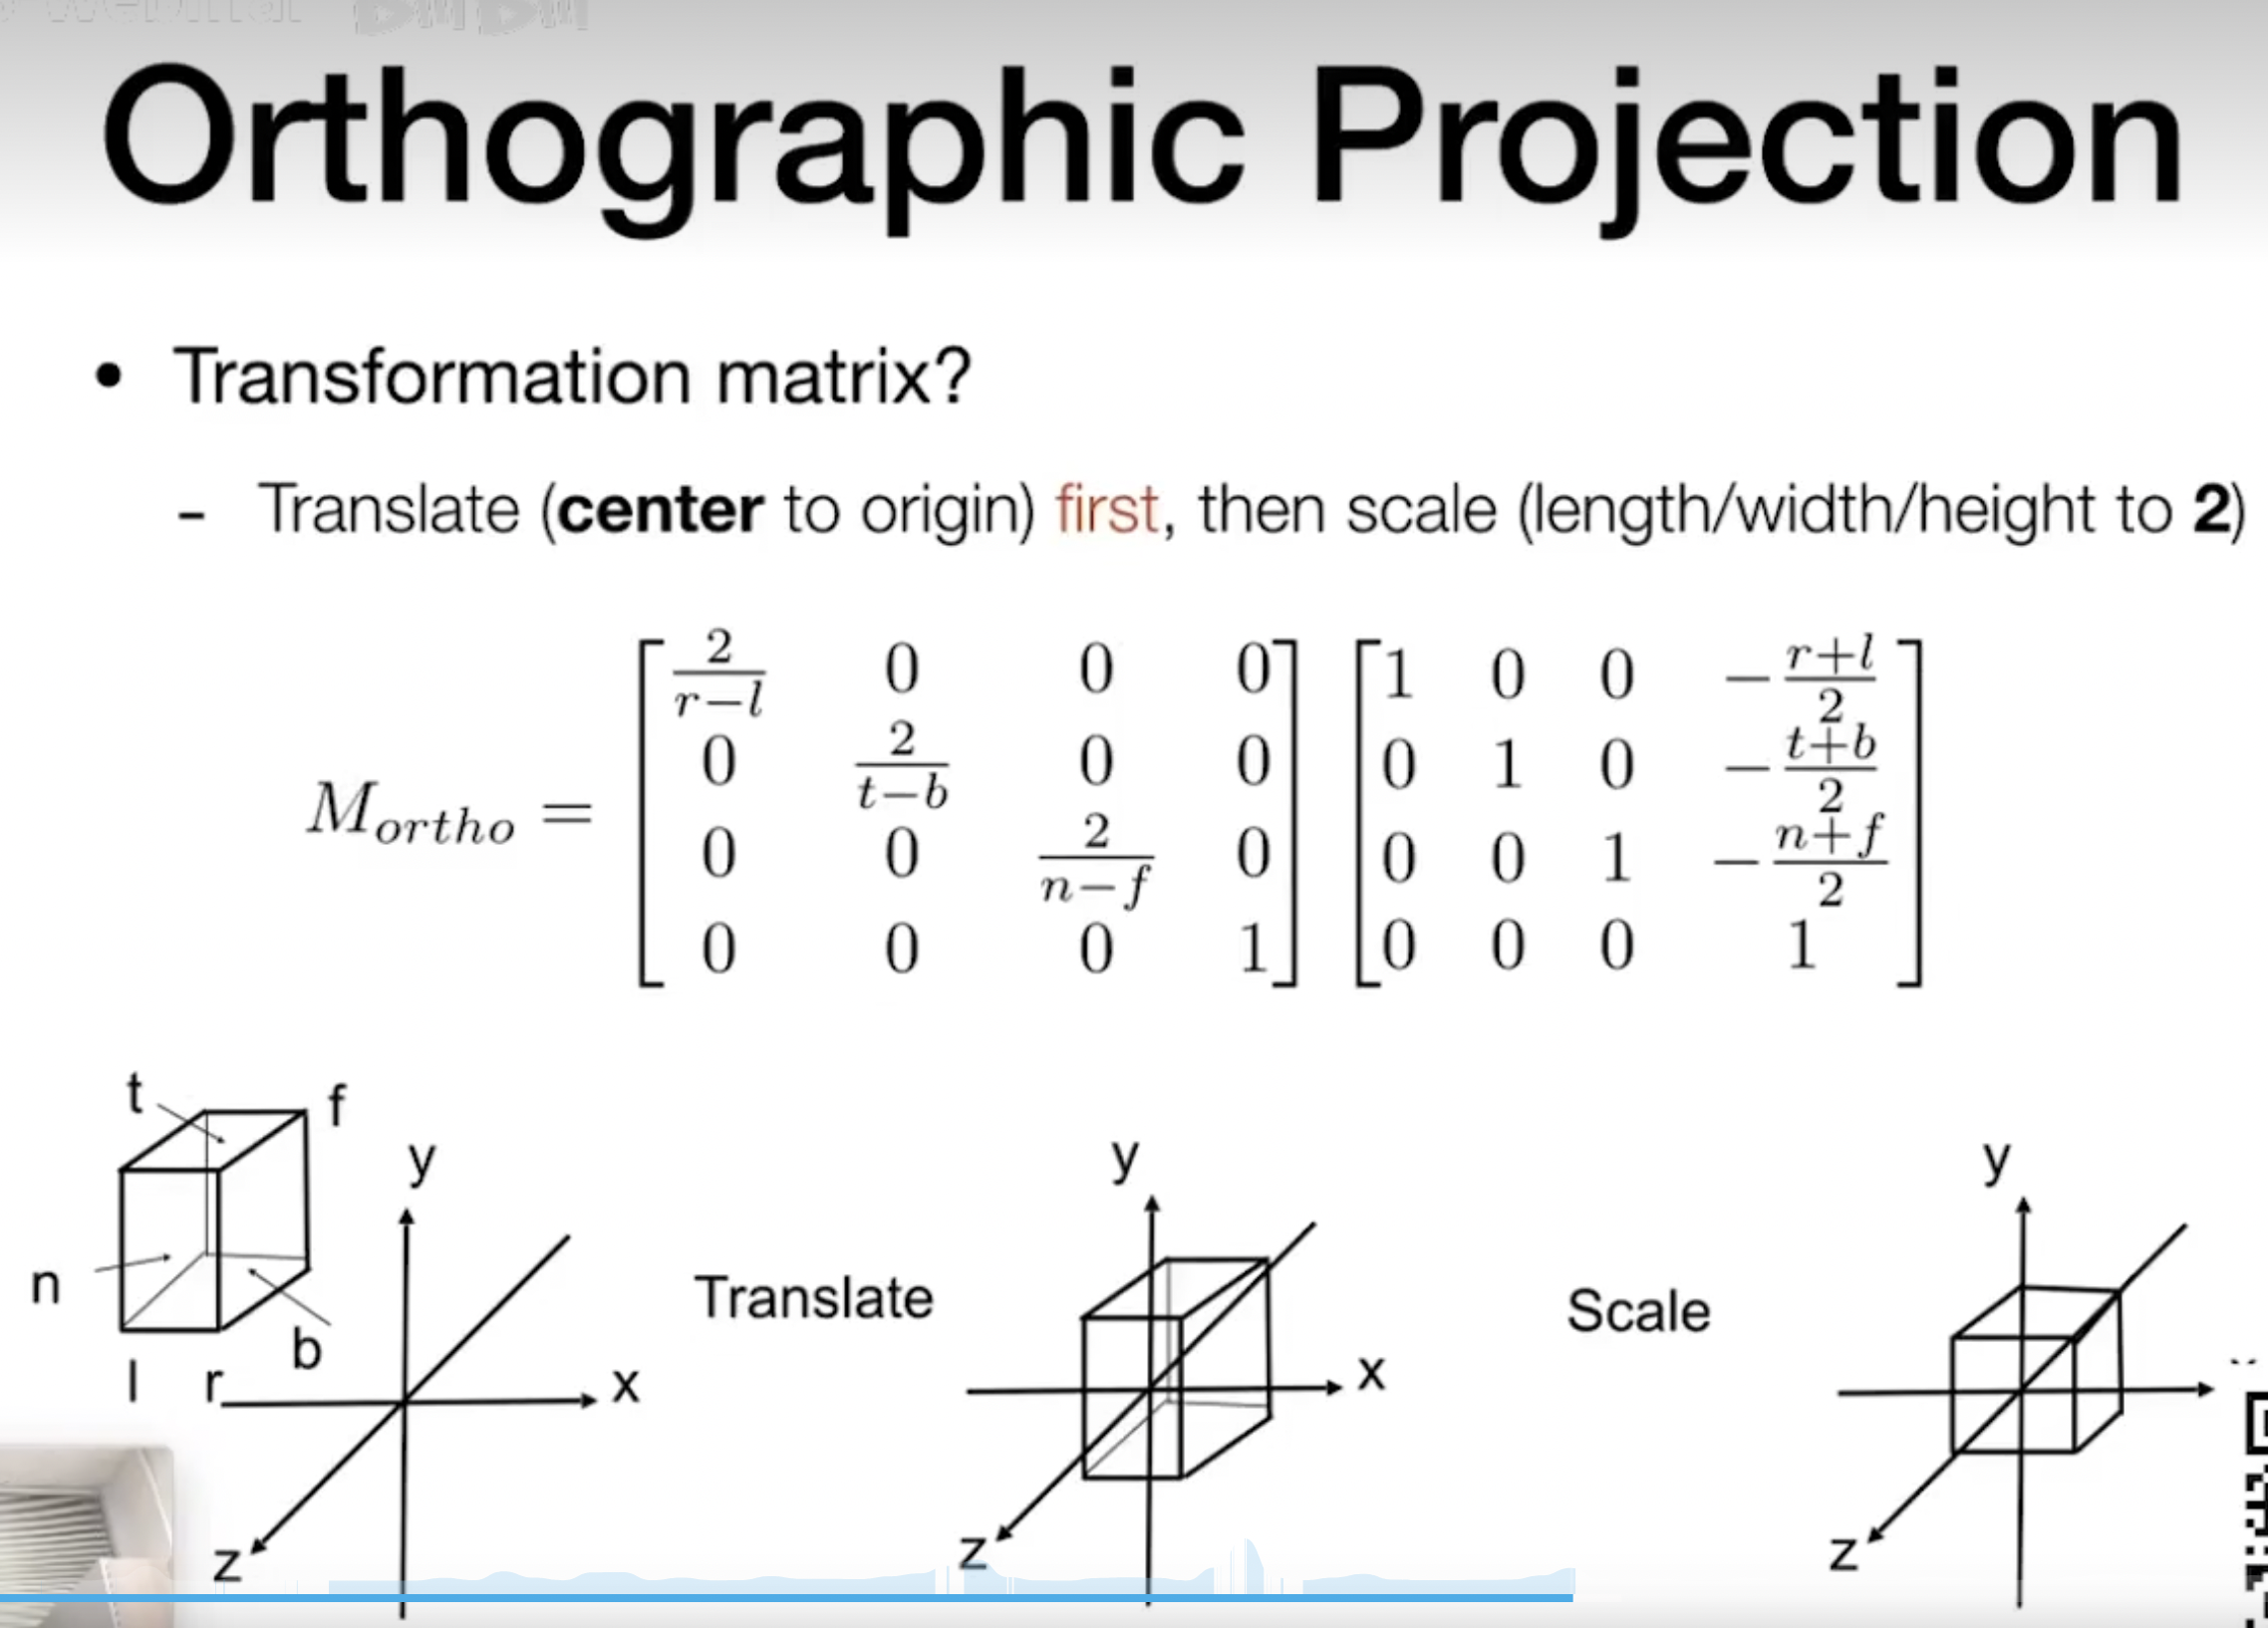 Orthographic Projection
• Transformation matrix?
- Translate (center to origin) first, then scale (length/width/height to 2)
M_{ortho} = \begin{bmatrix} \frac{2}{r-l} & 0 & 0 & 0 \\ 0 & \frac{2}{t-b} & 0 & 0 \\ 0 & 0 & \frac{2}{n-f} & 0 \\ 0 & 0 & 0 & 1 \end{bmatrix} \begin{bmatrix} 1 & 0 & 0 & -\frac{r+l}{2} \\ 0 & 1 & 0 & -\frac{t+b}{2} \\ 0 & 0 & 1 & -\frac{n+f}{2} \\ 0 & 0 & 0 & 1 \end{bmatrix}
t
f
y
n
b
l
r
x
z
Translate
y
x
z
Scale
y
z